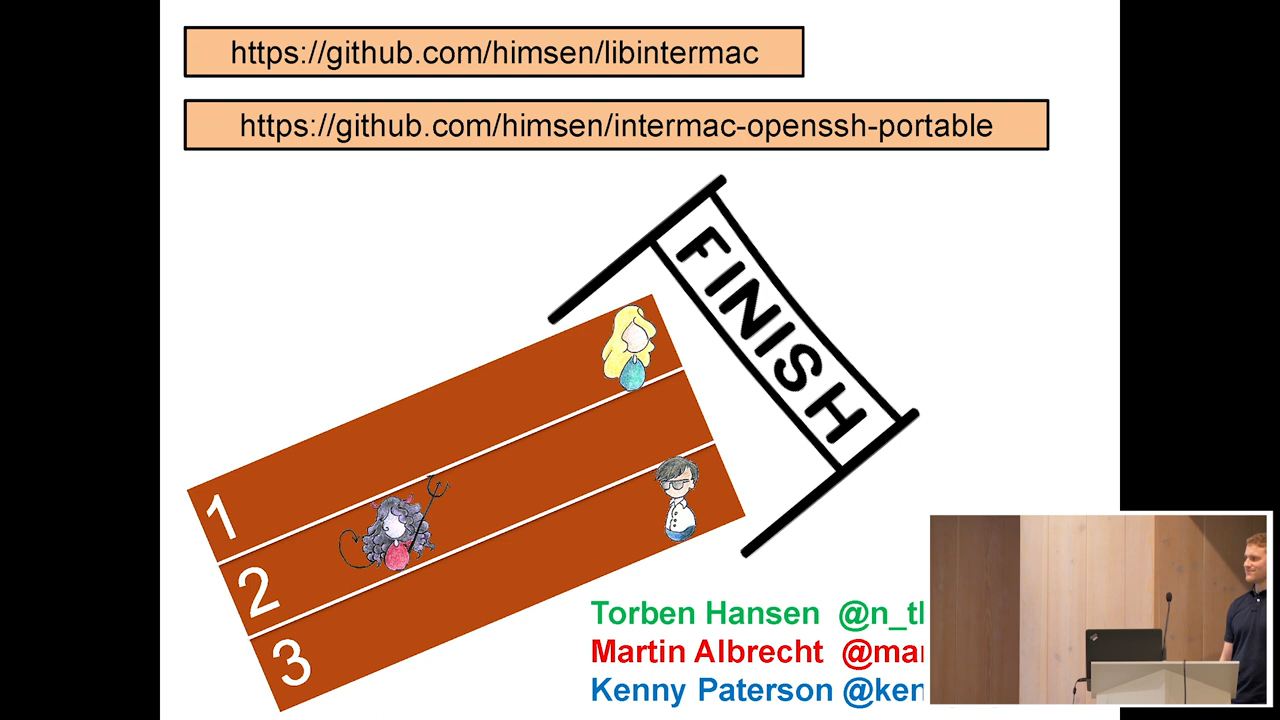 https://github.com/himsen/libintermac
https://github.com/himsen/intermac-openssh-portable
FINISH
1
2
3
Torben Hansen
Martin Albrecht
Kenny Paterson